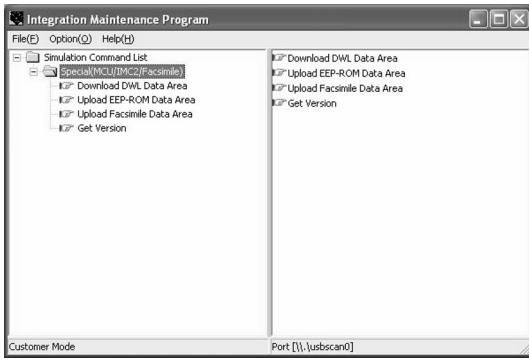 Integration Maintenance Program
File(F) Option(O) Help(H)
Simulation Command List
Special(MCU/IMC2/Facsimile)
Download DWL Data Area
Upload EEP-ROM Data Area
Upload Facsimile Data Area
Get Version
Download DWL Data Area
Upload EEP-ROM Data Area
Upload Facsimile Data Area
Get Version
Customer Mode
Port [\\.\usbscan0]